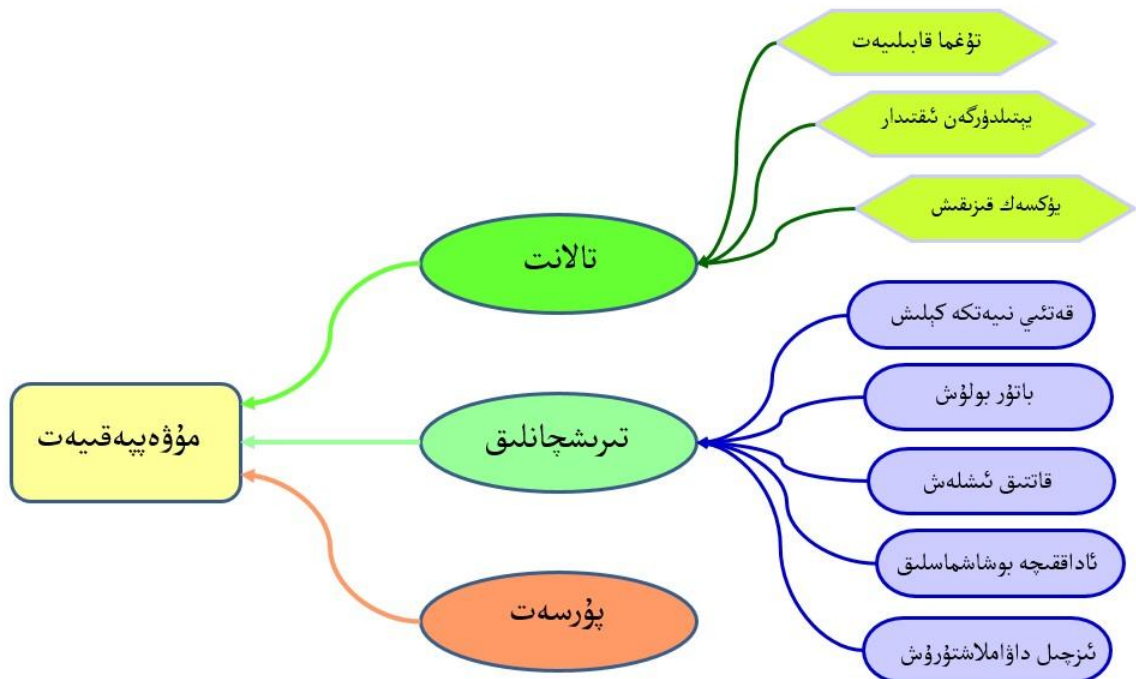 تۇغما قابىلىيەت
يېتىلدۈرگەن ئىقتىدار
يۈكسەك قىزىقىش
تالانت
قەتئىي نىيەتكە كېلىش
باتۇر بولۇش
مۇۋەپپەقىيەت
تىرىشچانلىق
قاتتىق ئىشلەش
ئاداققىچە بوشاشماسلىق
پۇرسەت
ئىزچىل داۋاملاشتۇرۇش